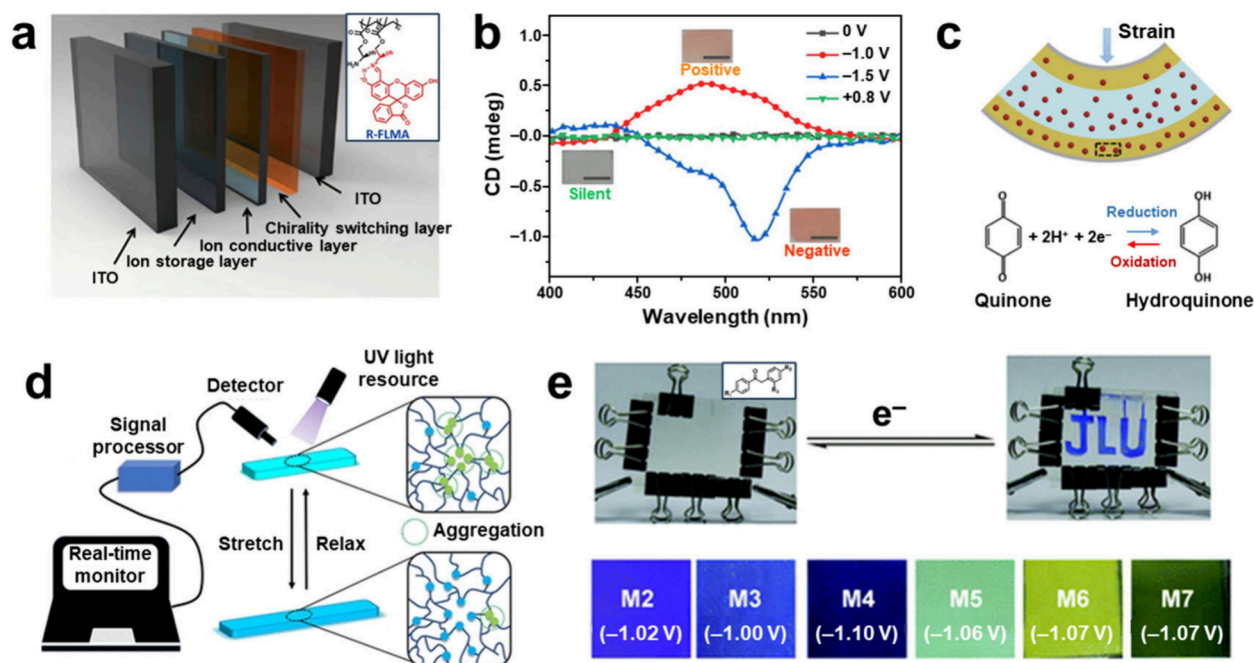 a
R-FLMA
ITO
Chirality switching layer
Ion conductive layer
Ion storage layer
ITO
b
CD (mdeg)
1.0
0.5
–0.0
–0.5
–1.0
0 V
–1.0 V
–1.5 V
+0.8 V
Positive
Silent
Negative
400
450
500
550
600
Wavelength (nm)
c
Strain
O
O
+ 2H⁺ + 2e⁻
Reduction
Oxidation
OH
OH
Quinone
Hydroquinone
d
UV light
resource
Detector
Signal
processor
Real-time
monitor
Stretch
Relax
Aggregation
e
e⁻
JLU
M2
(–1.02 V)
M3
(–1.00 V)
M4
(–1.10 V)
M5
(–1.06 V)
M6
(–1.07 V)
M7
(–1.07 V)